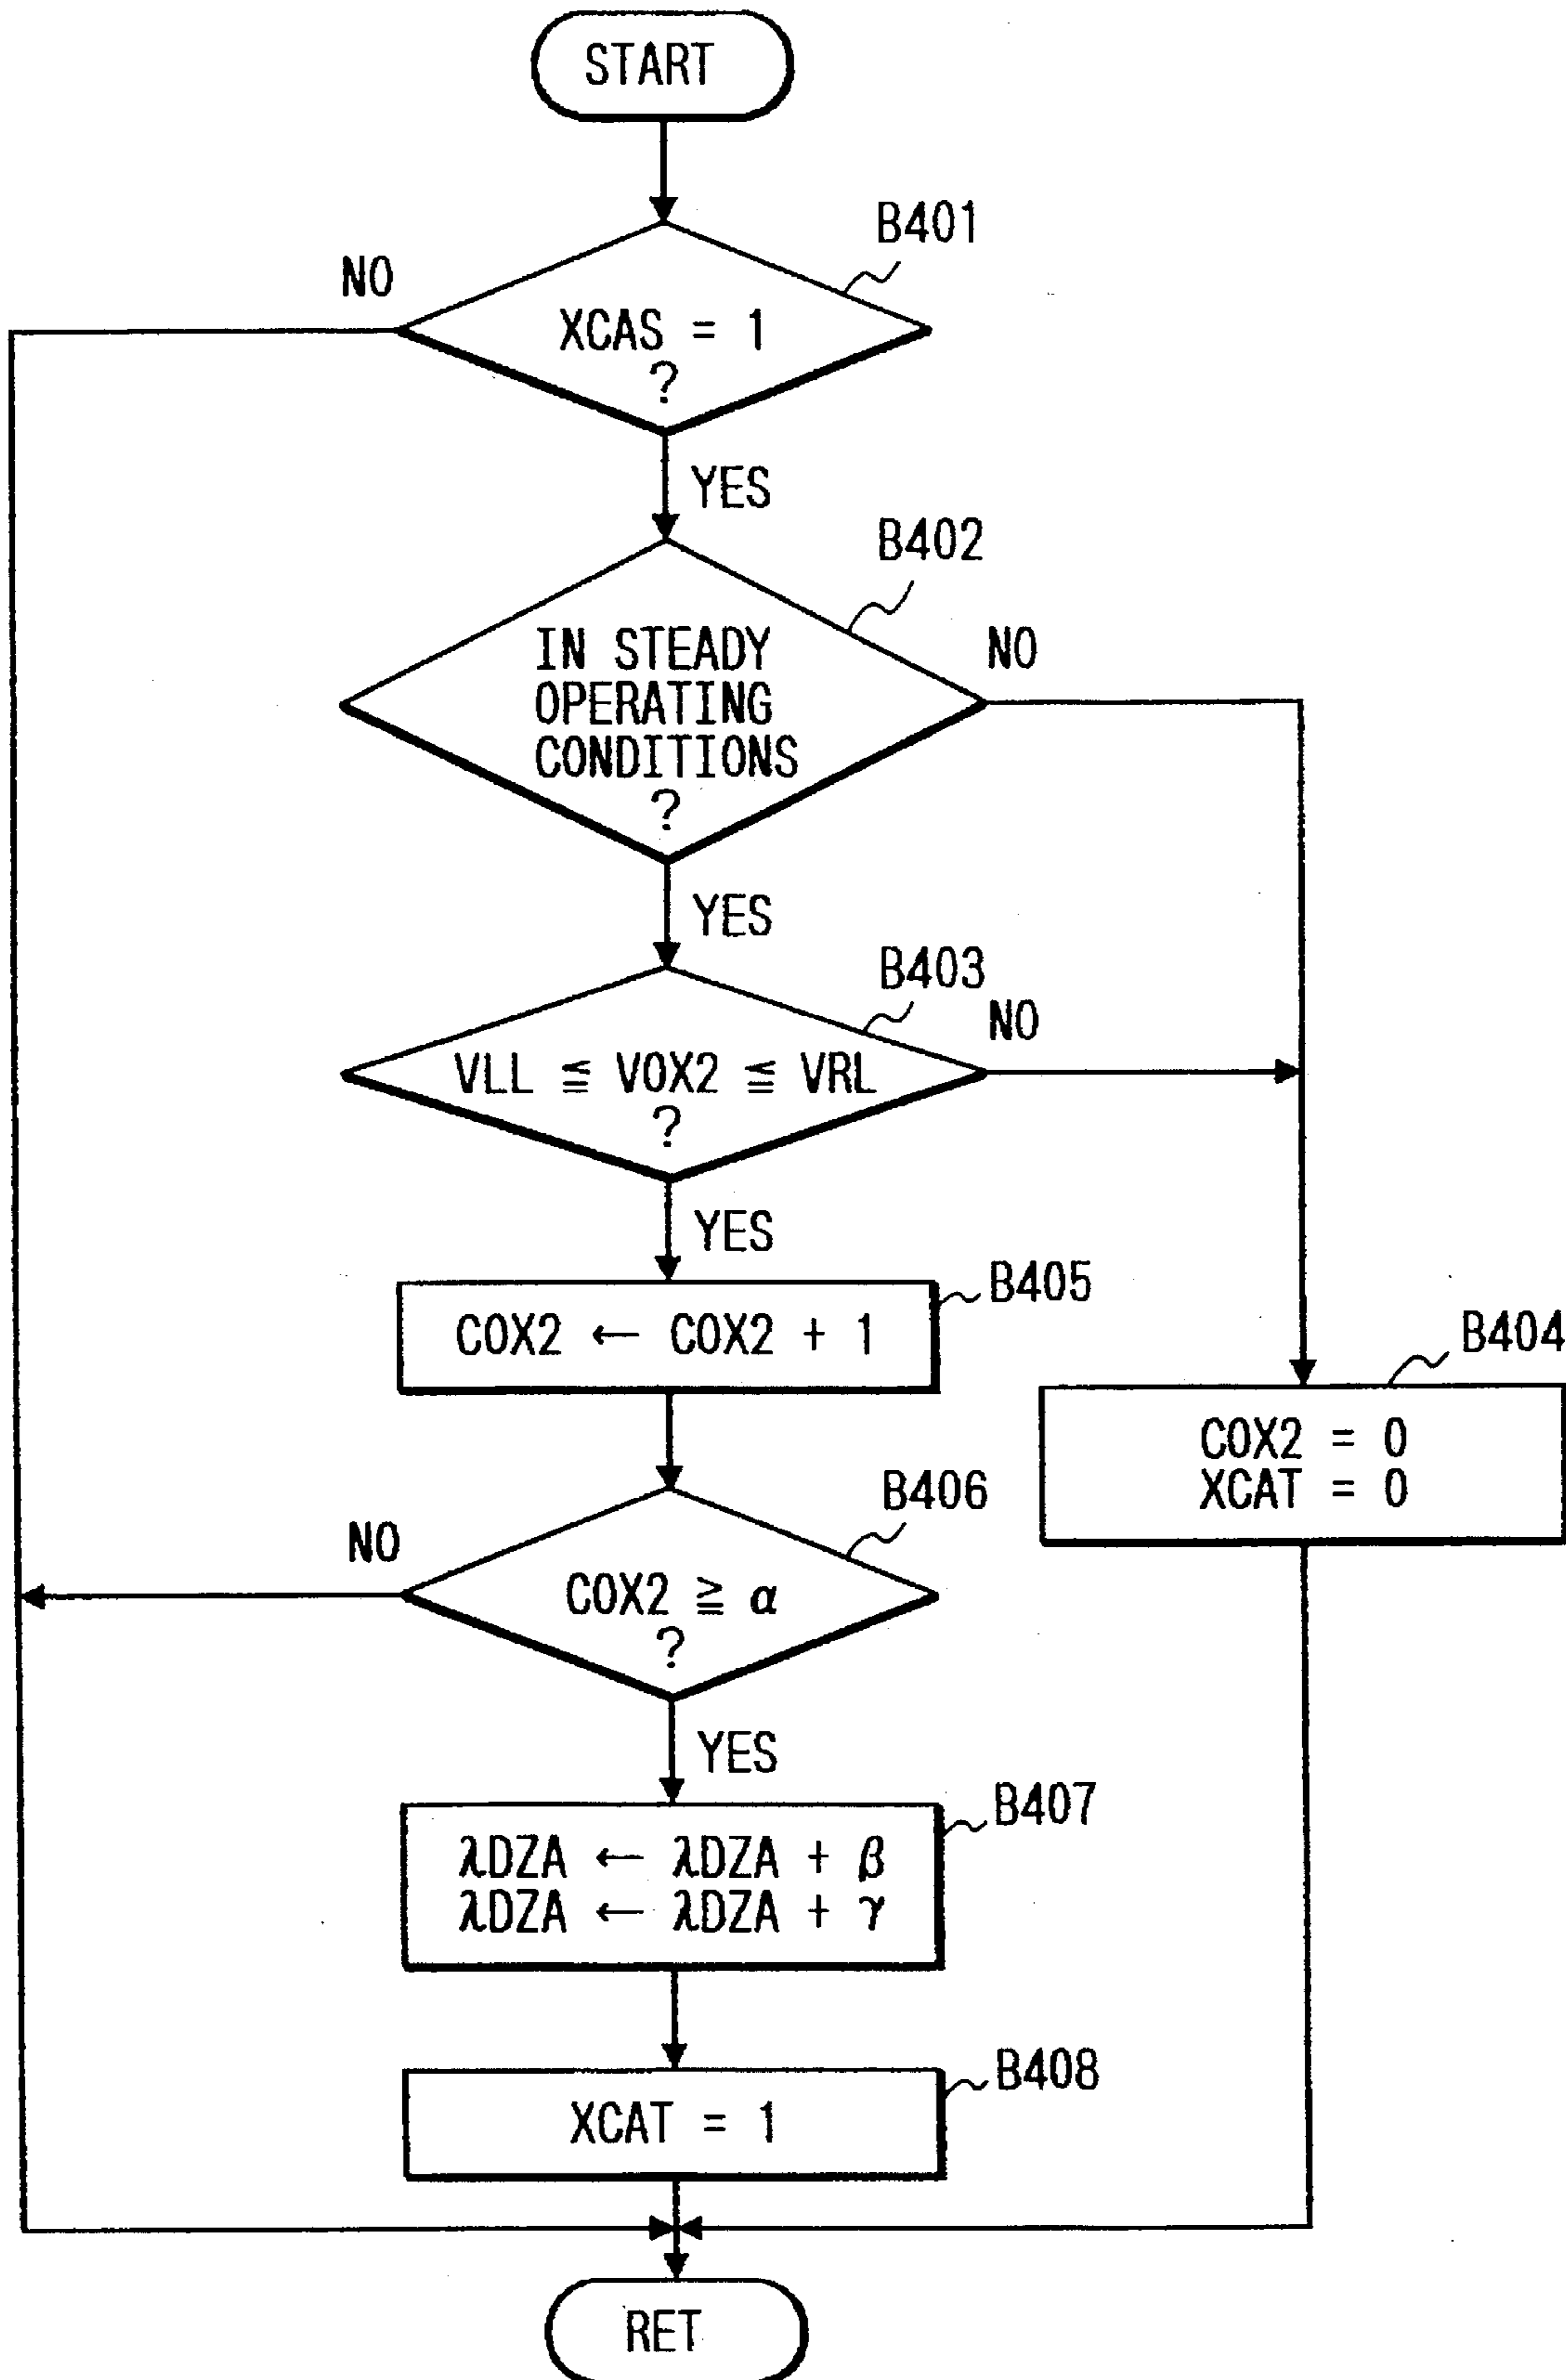 START
B401
NO
XCAS = 1
?
YES
B402
IN STEADY
OPERATING
CONDITIONS
?
NO
YES
B403
NO
VLL ≦ VOX2 ≦ VRL
?
YES
B405
COX2 ← COX2 + 1
B404
COX2 = 0
XCAT = 0
B406
NO
COX2 ≧ α
?
YES
B407
λDZA ← λDZA + β
λDZA ← λDZA + γ
B408
XCAT = 1
RET